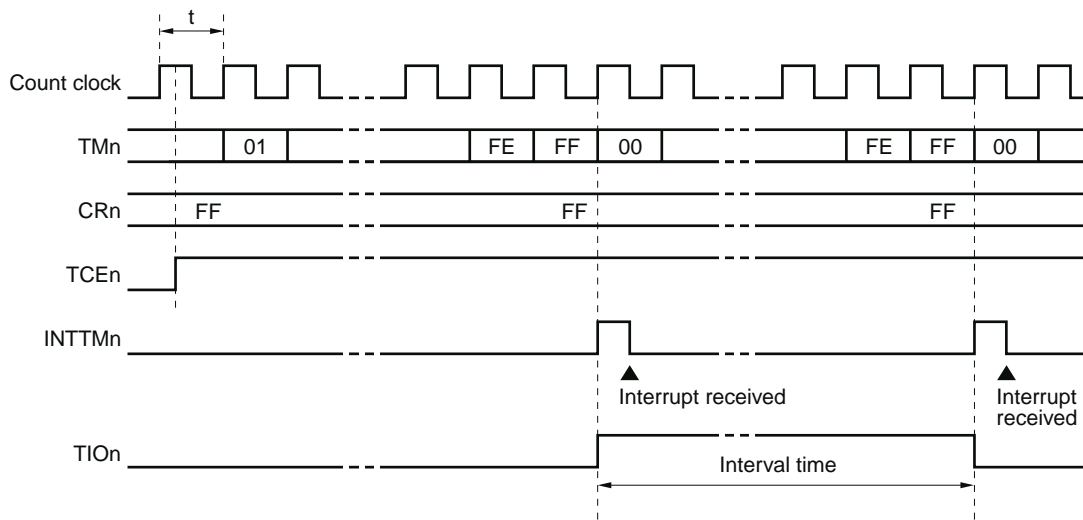 t
Count clock
TMn 01 FE FF 00 FE FF 00
CRn FF FF FF
TCEn
INTTMn
Interrupt received
Interrupt
received
TIOn
Interval time